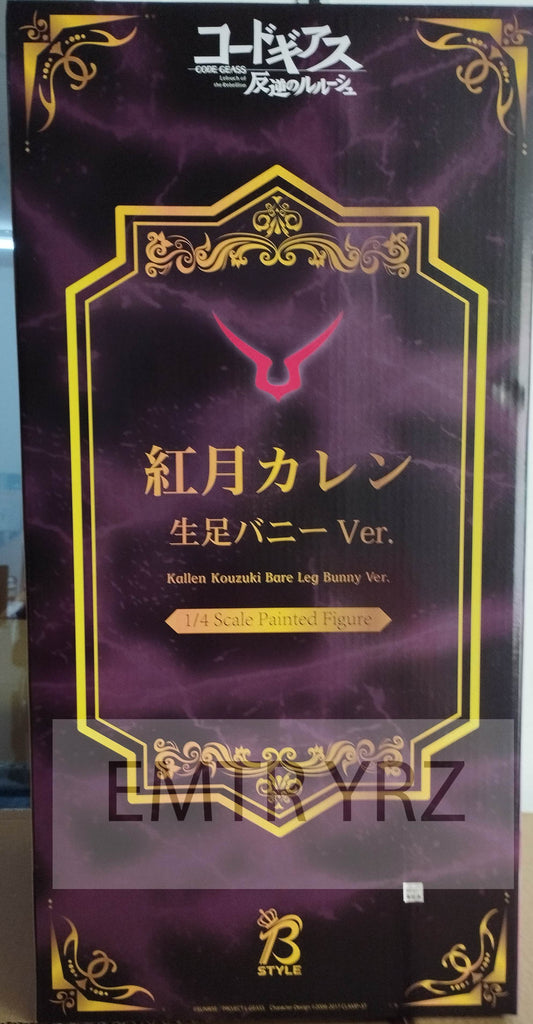 コードギアス
CODE GEASS
Lelouch of
the Rebellion
反逆のルルーシュ
紅月カレン
生足バニー Ver.
Kallen Kouzuki Bare Leg Bunny Ver.
1/4 Scale Painted Figure
EMTRYRZ
B
STYLE